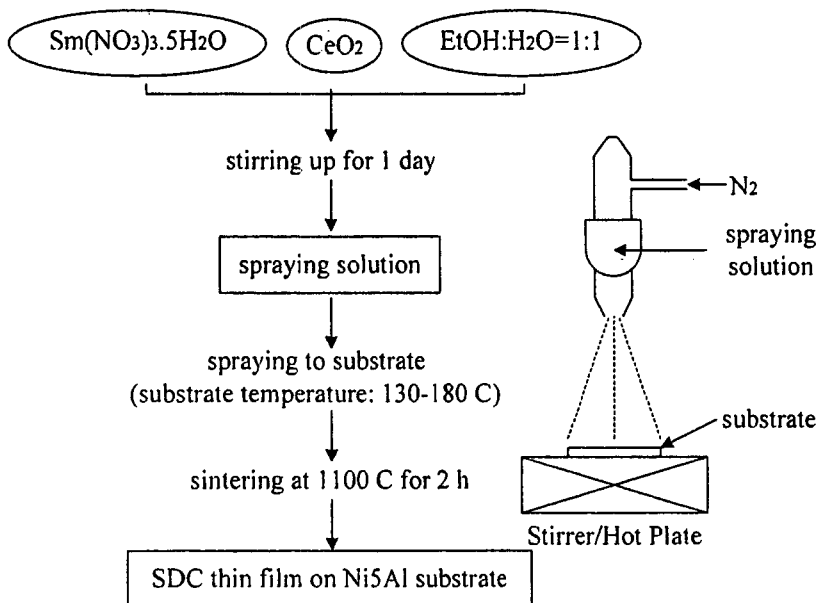 Sm(NO3)3.5H2O
CeO2
EtOH:H2O=1:1
stirring up for 1 day
spraying solution
spraying to substrate
(substrate temperature: 130-180 C)
sintering at 1100 C for 2 h
SDC thin film on Ni5Al substrate
N2
spraying
solution
substrate
Stirrer/Hot Plate